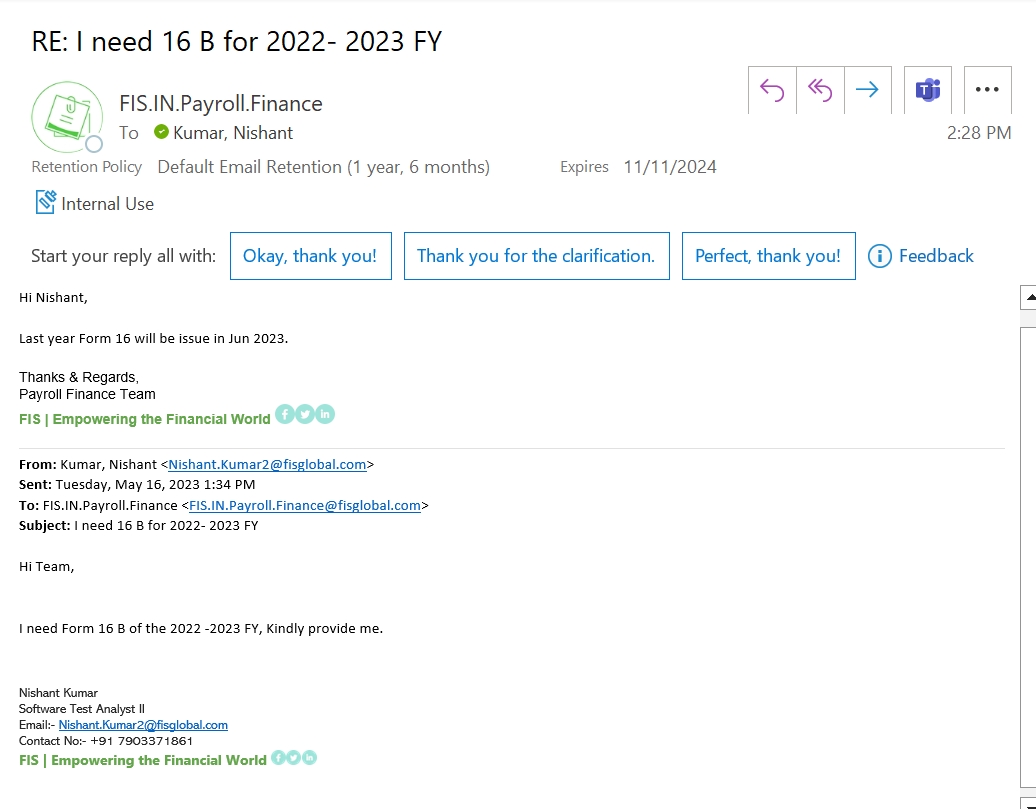 RE: I need 16 B for 2022- 2023 FY
FIS.IN.Payroll.Finance
To Kumar, Nishant
2:28 PM
Retention Policy Default Email Retention (1 year, 6 months) Expires 11/11/2024
Internal Use
Start your reply all with: Okay, thank you! Thank you for the clarification. Perfect, thank you! Feedback
Hi Nishant,
Last year Form 16 will be issue in Jun 2023.
Thanks & Regards,
Payroll Finance Team
FIS | Empowering the Financial World
From: Kumar, Nishant <Nishant.Kumar2@fisglobal.com>
Sent: Tuesday, May 16, 2023 1:34 PM
To: FIS.IN.Payroll.Finance <FIS.IN.Payroll.Finance@fisglobal.com>
Subject: I need 16 B for 2022- 2023 FY
Hi Team,
I need Form 16 B of the 2022 -2023 FY, Kindly provide me.
Nishant Kumar
Software Test Analyst II
Email:- Nishant.Kumar2@fisglobal.com
Contact No:- +91 7903371861
FIS | Empowering the Financial World